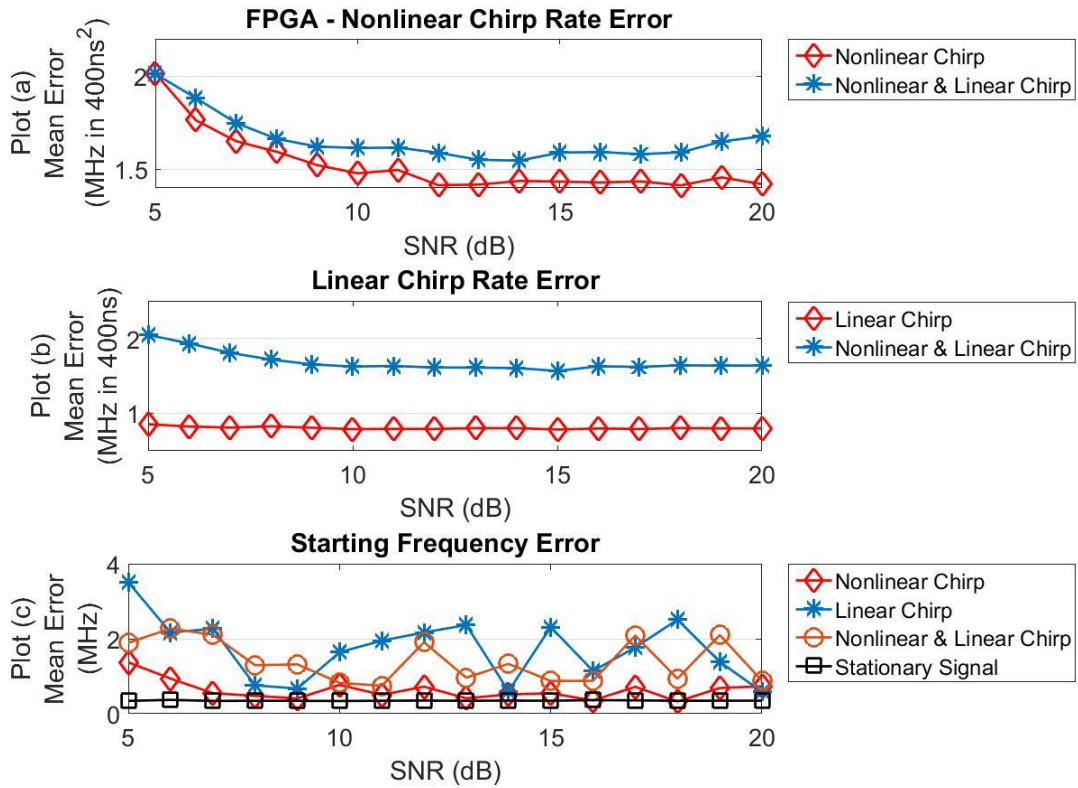 FPGA - Nonlinear Chirp Rate Error
Plot (a)
Mean Error
(MHz in 400ns²)
2
1.5
5
10
15
20
SNR (dB)
Nonlinear Chirp
Nonlinear & Linear Chirp
Linear Chirp Rate Error
Plot (b)
Mean Error
(MHz in 400ns)
2
1
5
10
15
20
SNR (dB)
Linear Chirp
Nonlinear & Linear Chirp
Starting Frequency Error
Plot (c)
Mean Error
(MHz)
4
2
0
5
10
15
20
SNR (dB)
Nonlinear Chirp
Linear Chirp
Nonlinear & Linear Chirp
Stationary Signal